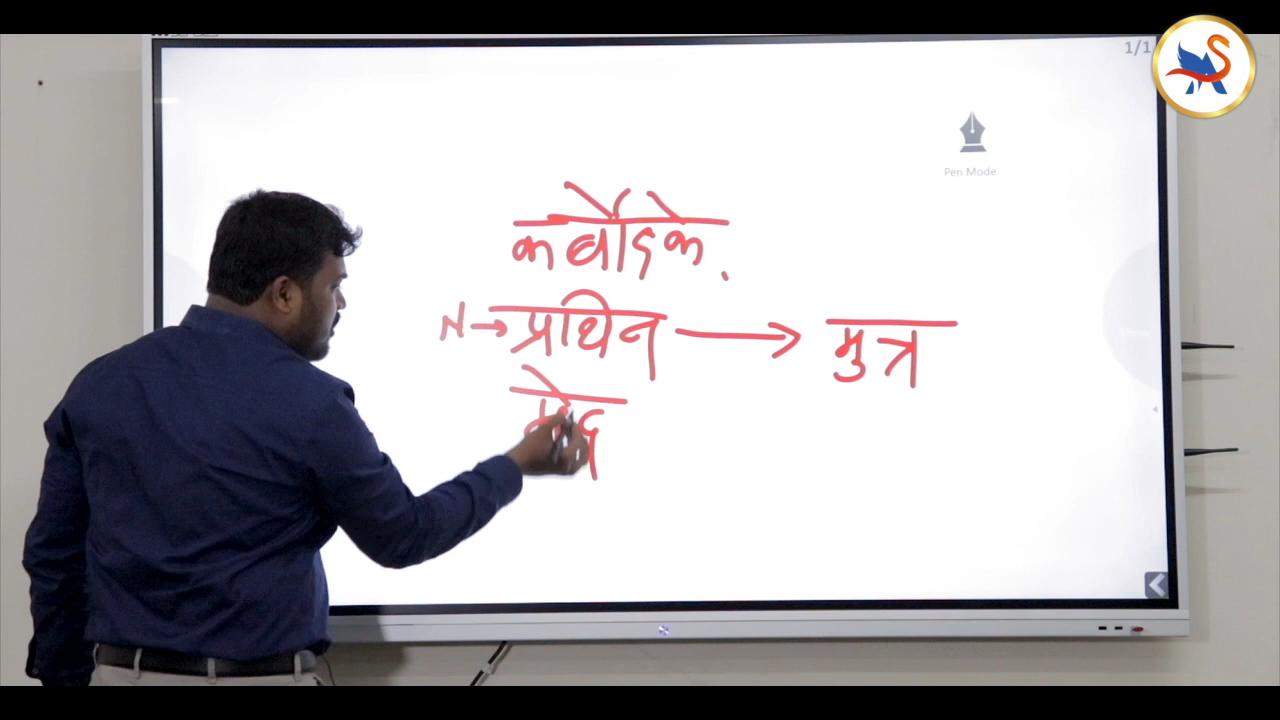 1/1
Pen Mode
कर्बोदके.
N→ प्रथिन → मुत्र
मेद